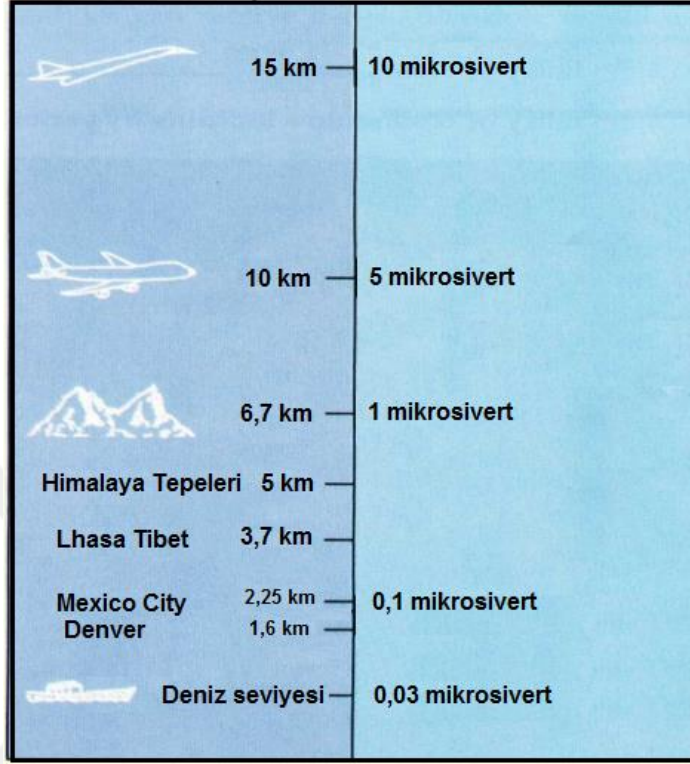 15 km 10 mikrosivert
10 km 5 mikrosivert
6,7 km 1 mikrosivert
Himalaya Tepeleri 5 km
Lhasa Tibet 3,7 km
Mexico City 2,25 km 0,1 mikrosivert
Denver 1,6 km
Deniz seviyesi 0,03 mikrosivert